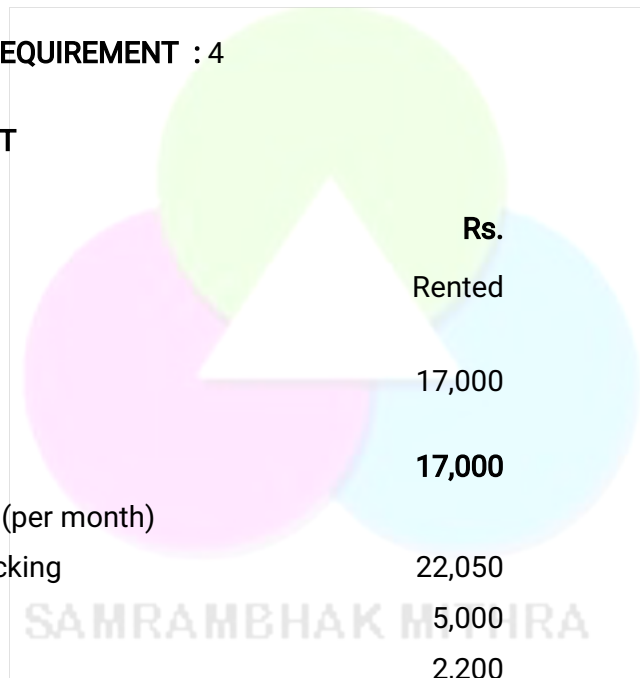 EQUIREMENT : 4
T
Rs.
Rented
17,000
17,000
(per month)
cking 22,050
5,000
SAMRAMBHAK MITHRA
2,200